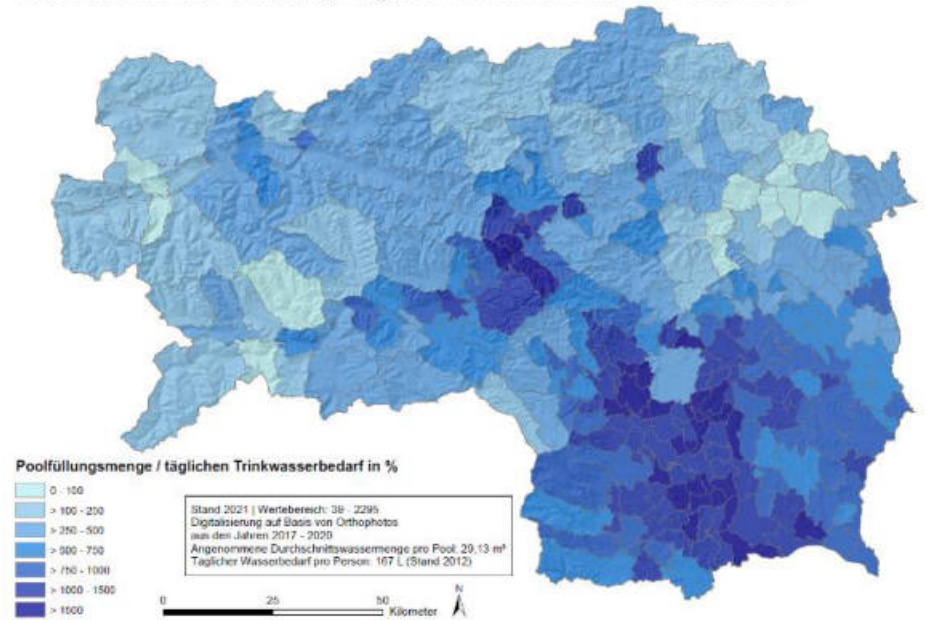 Poolfüllungsmenge / täglichen Trinkwasserbedarf in %
0 - 100
> 100 - 250
> 250 - 500
> 500 - 750
> 750 - 1000
> 1000 - 1500
> 1500
Stand 2021 | Wertebereich: 39 - 2295
Digitalisierung auf Basis von Orthophotos
aus den Jahren 2017 - 2020
Angenommene Durchschnittswassermenge pro Pool: 29,13 m³
Täglicher Wasserbedarf pro Person: 167 L (Stand 2012)
0 25 50 Kilometer
N